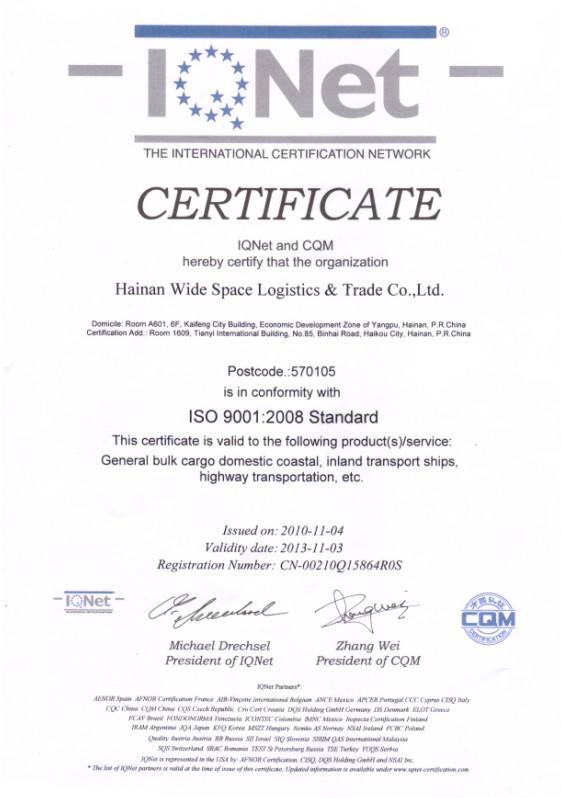 IQNet ®
THE INTERNATIONAL CERTIFICATION NETWORK
CERTIFICATE
IQNet and CQM
hereby certify that the organization
Hainan Wide Space Logistics & Trade Co.,Ltd.
Domicile: Room A601, 6F, Kaifeng City Building, Economic Development Zone of Yangpu, Hainan, P.R.China
Certification Add.: Room 1609, Tianyi International Building, No.85, Binhai Road, Haikou City, Hainan, P.R.China
Postcode.:570105
is in conformity with
ISO 9001:2008 Standard
This certificate is valid to the following product(s)/service:
General bulk cargo domestic coastal, inland transport ships,
highway transportation, etc.
Issued on: 2010-11-04
Validity date: 2013-11-03
Registration Number: CN-00210Q15864R0S
IQNet
CQM
CERTIFICATION
Michael Drechsel
President of IQNet
Zhang Wei
President of CQM
IQNet Partners*:
AENOR Spain AFNOR Certification France AIB-Vinçotte International Belgium ANCE Mexico APCER Portugal CCC Cyprus CISQ Italy
CQC China CQM China CQS Czech Republic Cro Cert Croatia DQS Holding GmbH Germany DS Denmark ELOT Greece
FCAV Brazil FONDONORMA Venezuela ICONTEC Colombia IMNC Mexico Inspecta Certification Finland
IRAM Argentina JQA Japan KFQ Korea MSZT Hungary Nemko AS Norway NSAI Ireland PCBC Poland
Quality Austria Austria RR Russia SII Israel SIQ Slovenia SIRIM QAS International Malaysia
SQS Switzerland SRAC Romania TEST St Petersburg Russia TSE Turkey YUQS Serbia
IQNet is represented in the USA by: AFNOR Certification, CISQ, DQS Holding GmbH and NSAI Inc.
* The list of IQNet partners is valid at the time of issue of this certificate. Updated information is available under www.iqnet-certification.com